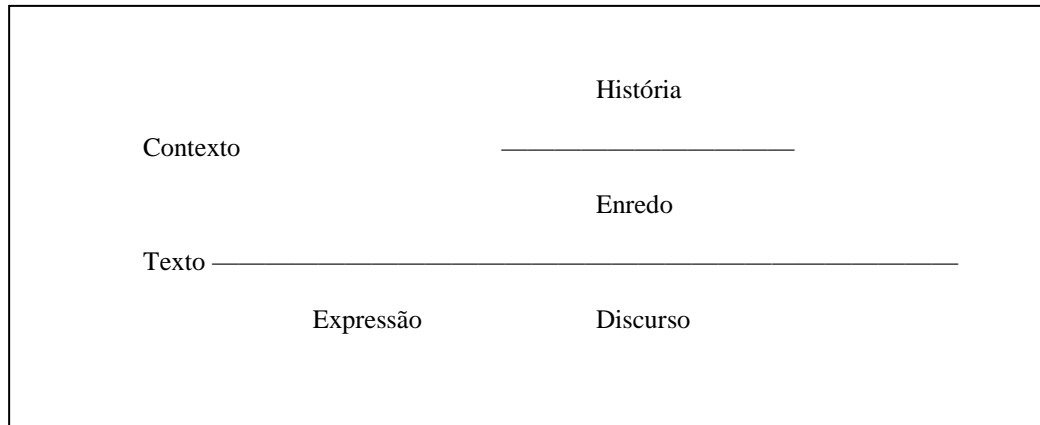 História
Contexto
Enredo
Texto
Expressão Discurso